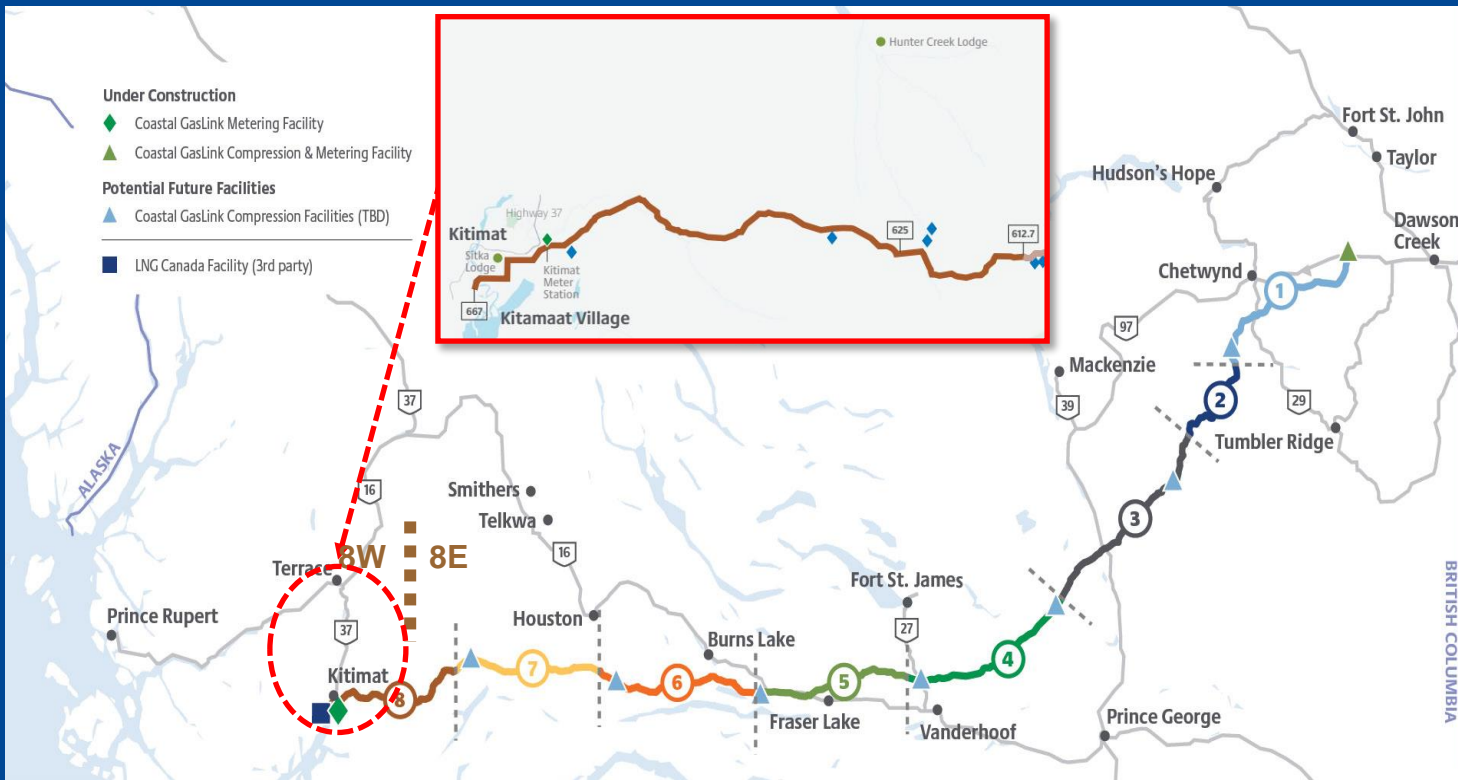 Under Construction
Coastal GasLink Metering Facility
Coastal GasLink Compression & Metering Facility
Potential Future Facilities
Coastal GasLink Compression Facilities (TBD)
LNG Canada Facility (3rd party)
Hunter Creek Lodge
Highway 37
Kitimat
Sitka
Lodge
Kitimat
Meter
Station
667
Kitamaat Village
625
612.7
Fort St. John
Taylor
Hudson's Hope
Dawson
Creek
Chetwynd
1
97
Mackenzie
39
2
29
Tumbler Ridge
37
ALASKA
16
Smithers
Telkwa
3
8W
8E
16
Terrace
Fort St. James
BRITISH COLUMBIA
Prince Rupert
37
Houston
27
Burns Lake
4
Kitimat
7
6
5
8
Fraser Lake
Vanderhoof
Prince George